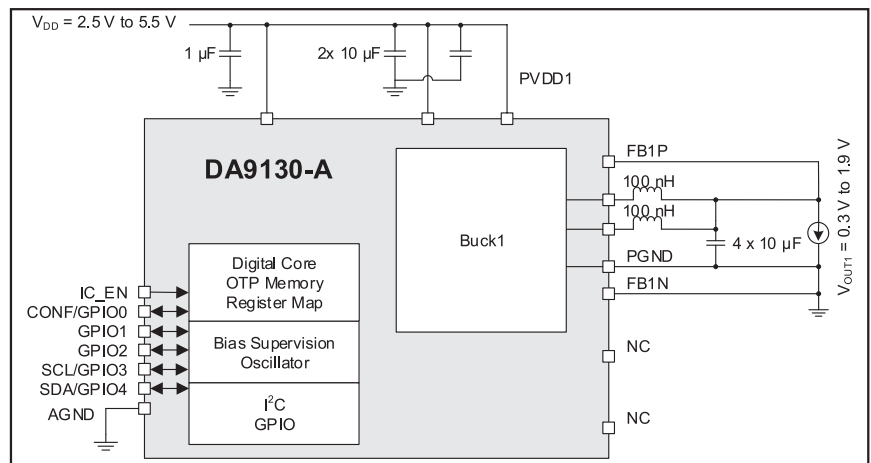 V_DD = 2.5 V to 5.5 V
1 µF
2x 10 µF
PVDD1
DA9130-A
FB1P
100 nH
100 nH
Buck1
4 x 10 µF
V_OUT1 = 0.3 V to 1.9 V
PGND
FB1N
Digital Core
OTP Memory
Register Map
IC_EN
CONF/GPIO0
GPIO1
GPIO2
Bias Supervision
Oscillator
SCL/GPIO3
SDA/GPIO4
AGND
I²C
GPIO
NC
NC